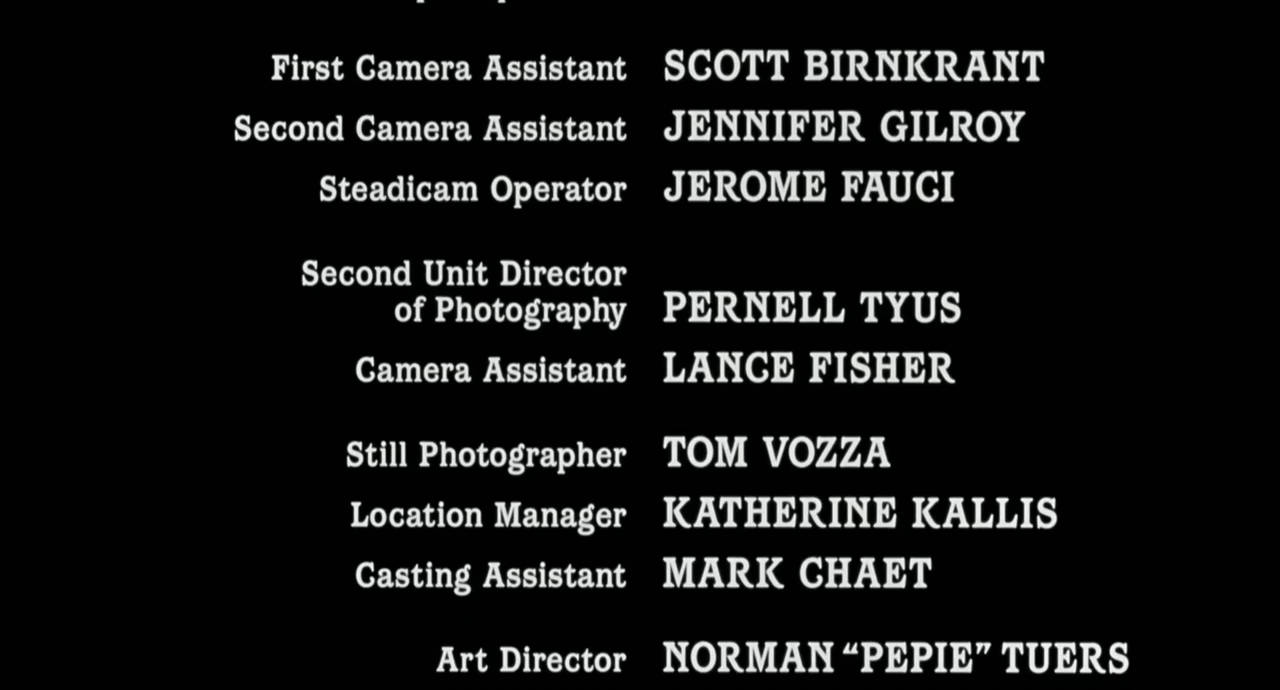 First Camera Assistant SCOTT BIRNKRANT
Second Camera Assistant JENNIFER GILROY
Steadicam Operator JEROME FAUCI
Second Unit Director
of Photography PERNELL TYUS
Camera Assistant LANCE FISHER
Still Photographer TOM VOZZA
Location Manager KATHERINE KALLIS
Casting Assistant MARK CHAET
Art Director NORMAN “PEPIE” TUERS